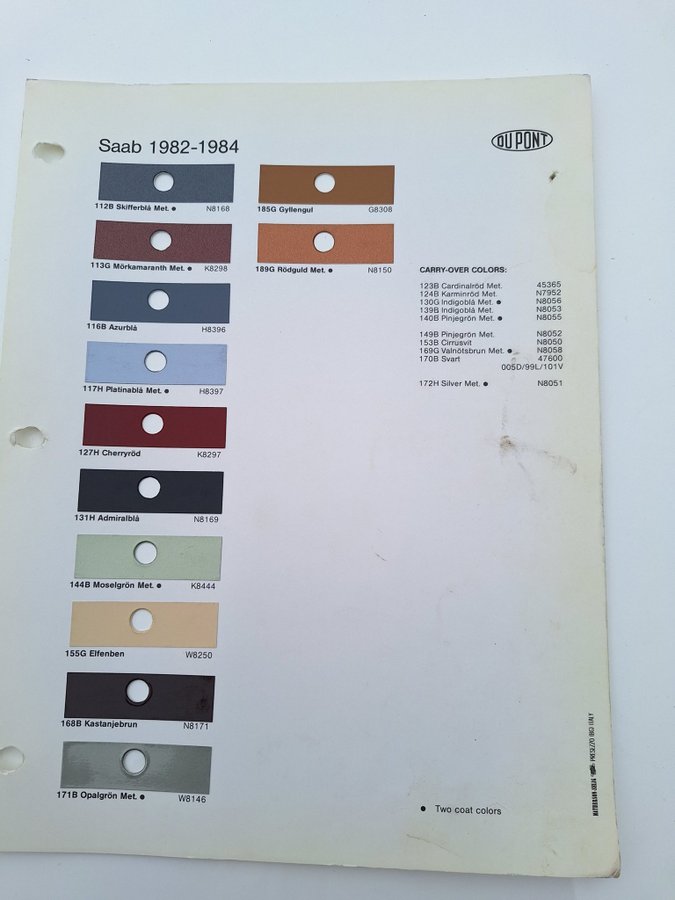 Saab 1982-1984
DU PONT
112B Skifferblå Met. ● N8168
113G Mörkamaranth Met. ● K8298
116B Azurblå H8396
117H Platinablå Met. ● H8397
127H Cherryröd K8297
131H Admiralblå N8169
144B Moselgrön Met. ● K8444
155G Elfenben W8250
168B Kastanjebrun N8171
171B Opalgrön Met. ● W8146
185G Gyllengul G8308
189G Rödguld Met. ● N8150
CARRY-OVER COLORS:
123B Cardinalröd Met. 45365
124B Karminröd Met. N7952
130G Indigoblå Met. ● N8056
139B Indigoblå Met. N8053
140B Pinjegrön Met. ● N8055
149B Pinjegrön Met. N8052
153B Cirrusvit N8050
169G Valnötsbrun Met. ● N8058
170B Svart 47600
005D/99L/101V
172H Silver Met. ● N8051
● Two coat colors
ITALY